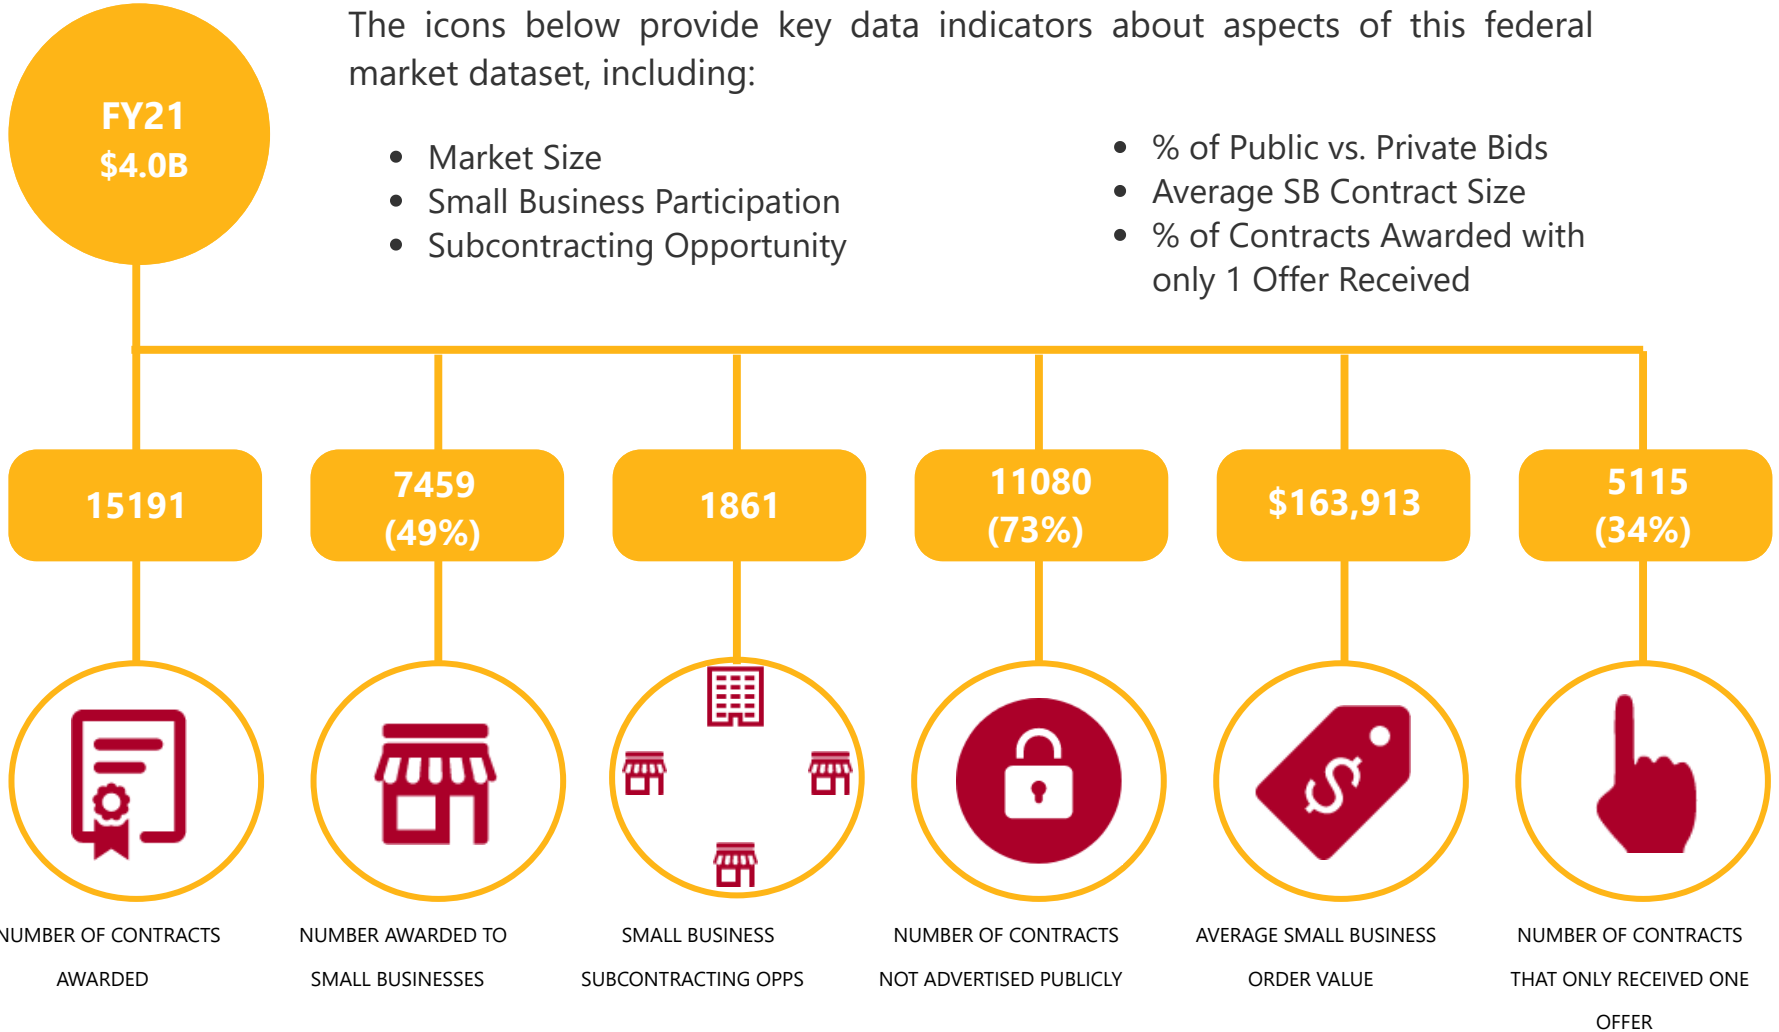 The icons below provide key data indicators about aspects of this federal
market dataset, including:
FY21
$4.0B
• Market Size
• Small Business Participation
• Subcontracting Opportunity
• % of Public vs. Private Bids
• Average SB Contract Size
• % of Contracts Awarded with
only 1 Offer Received
15191
7459
(49%)
1861
11080
(73%)
$163,913
5115
(34%)
$
NUMBER OF CONTRACTS
AWARDED
NUMBER AWARDED TO
SMALL BUSINESSES
SMALL BUSINESS
SUBCONTRACTING OPPS
NUMBER OF CONTRACTS
NOT ADVERTISED PUBLICLY
AVERAGE SMALL BUSINESS
ORDER VALUE
NUMBER OF CONTRACTS
THAT ONLY RECEIVED ONE
OFFER